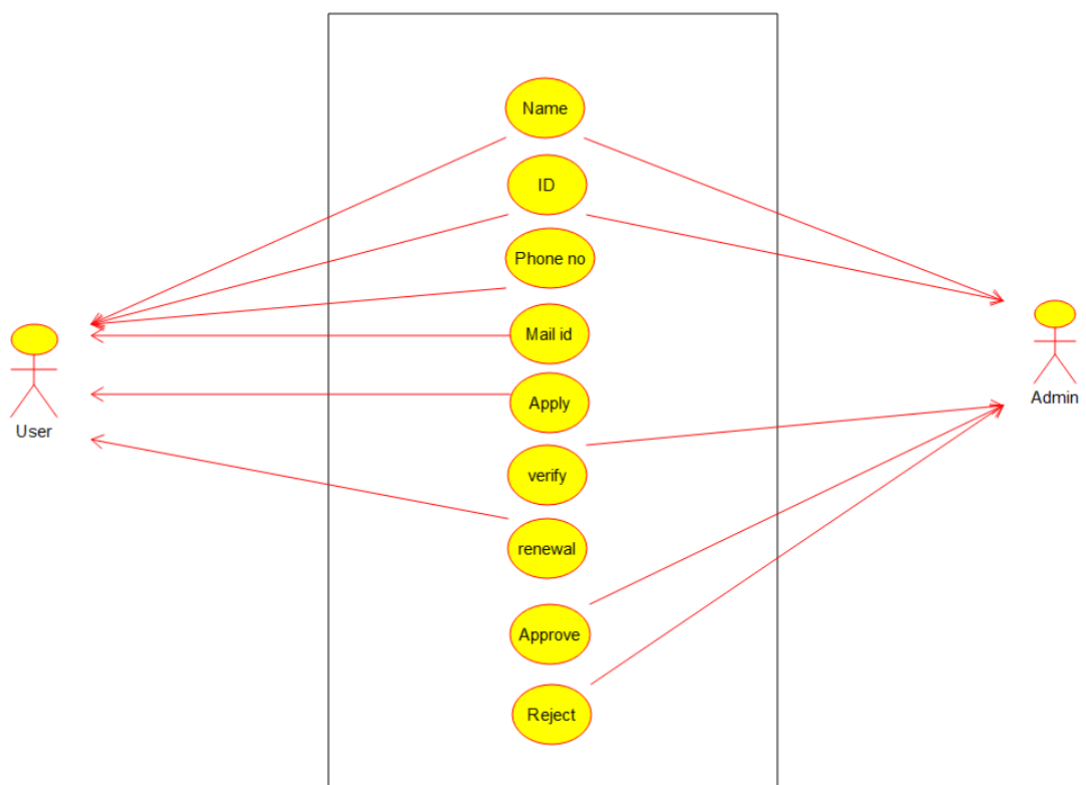 Name
ID
Phone no
Mail id
Apply
verify
renewal
Approve
Reject
User
Admin